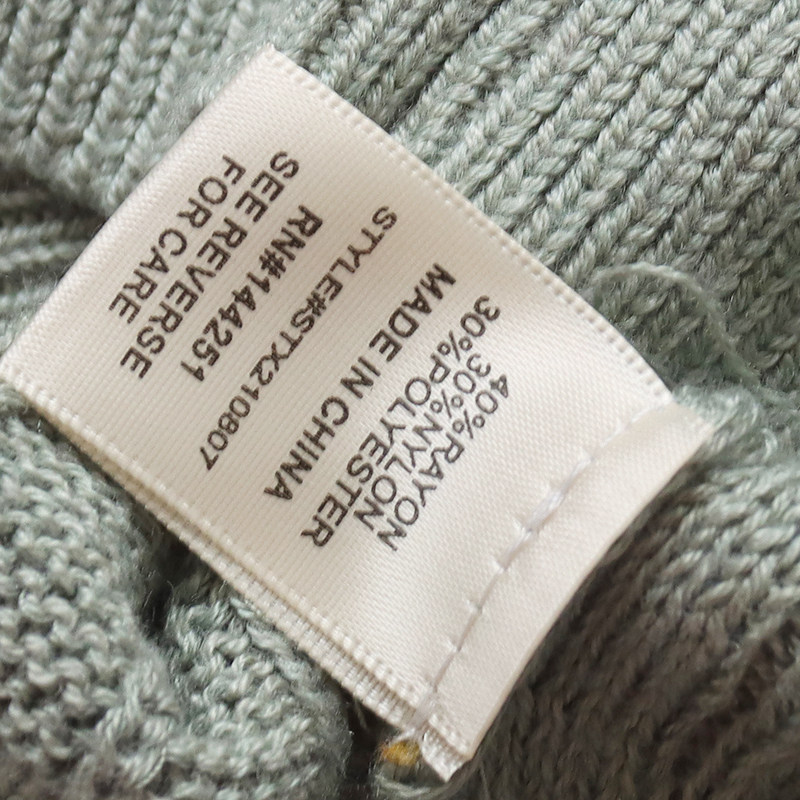 40%RAYON
30%NYLON
30%POLYESTER
MADE IN CHINA
STYLE#STX210807
RN#144251
SEE REVERSE
FOR CARE